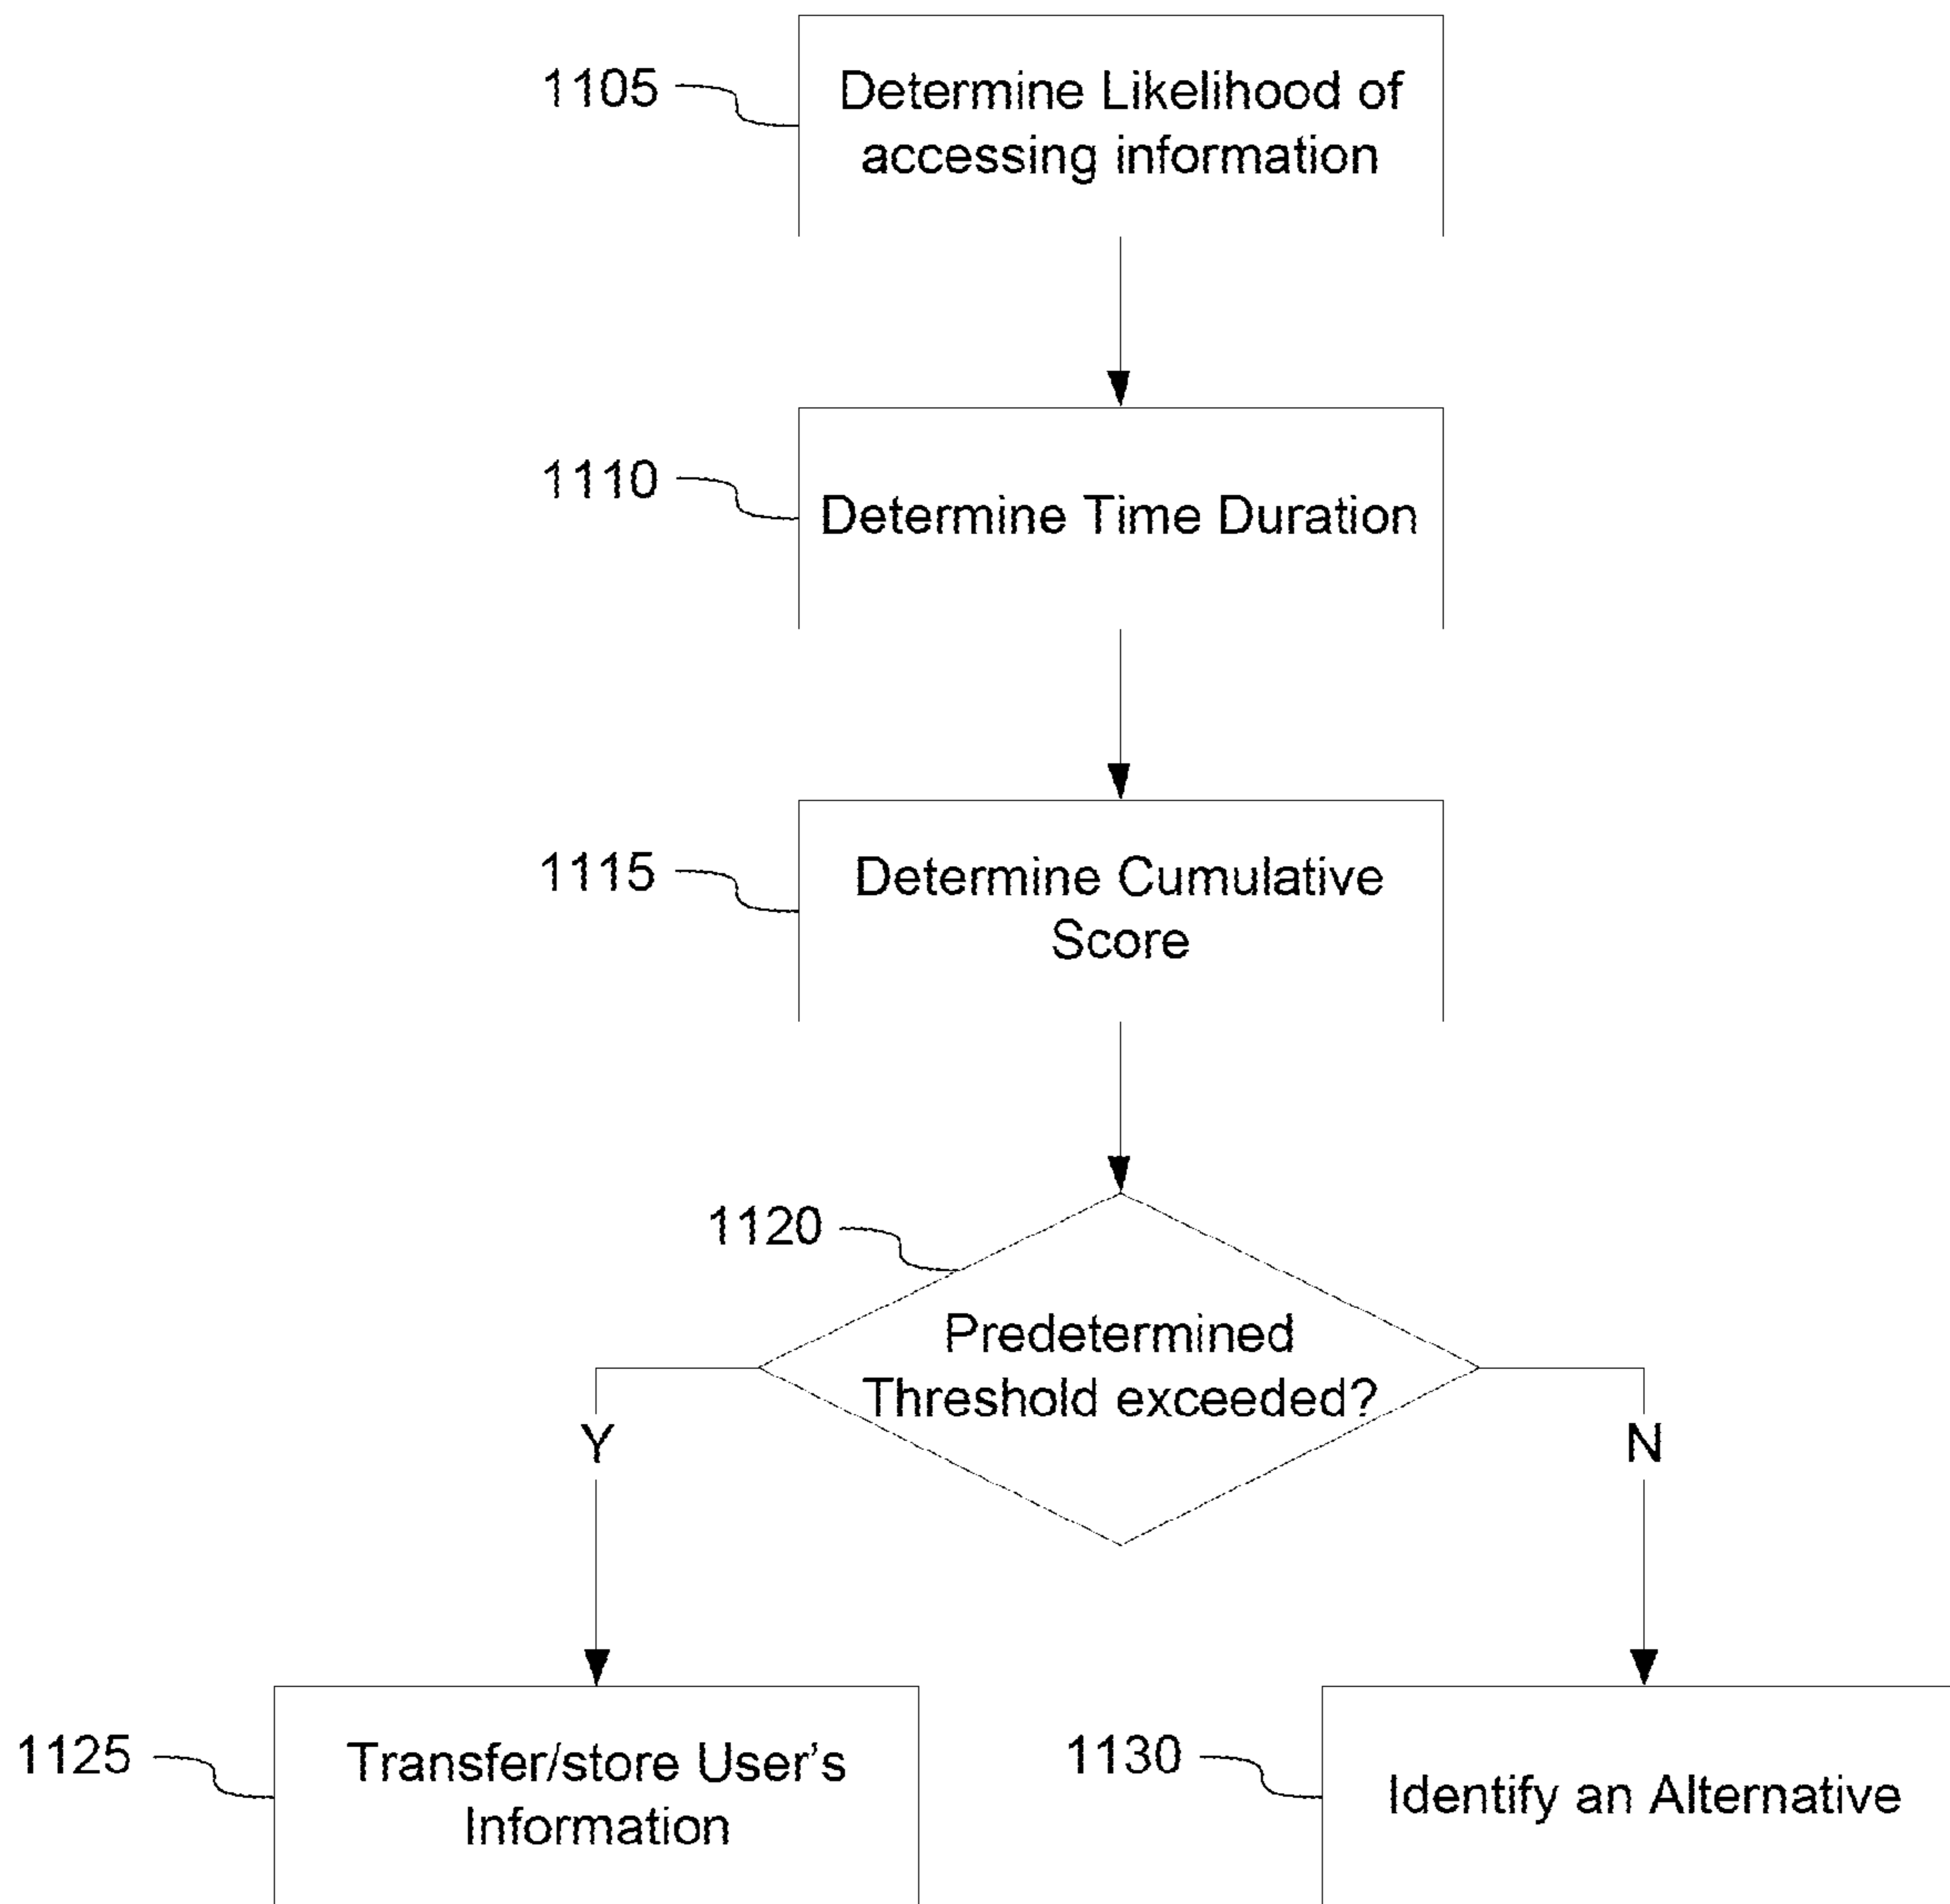 1105
Determine Likelihood of
accessing information
1110
Determine Time Duration
1115
Determine Cumulative
Score
1120
Predetermined
Threshold exceeded?
Y
N
1125
Transfer/store User's
Information
1130
Identify an Alternative